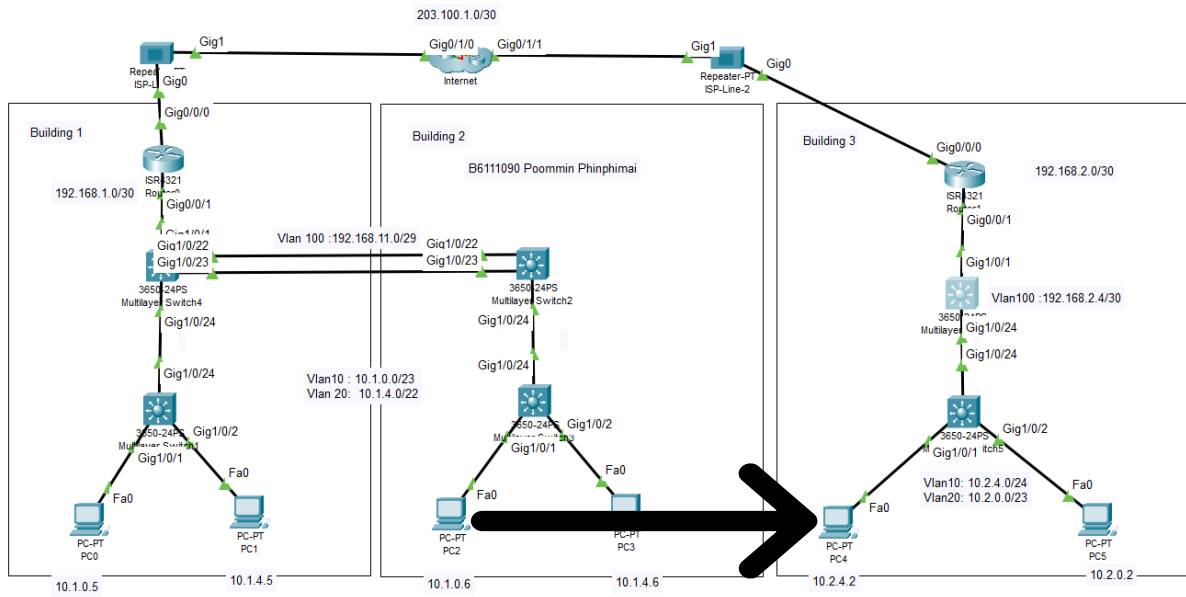 203.100.1.0/30
Gig1
Gig0/1/0
Gig0/1/1
Gig1
Internet
ISP-L
Gig0
Repeater-PT
ISP-Line-2
Gig0
Gig0/0/0
Building 1
Building 2
Building 3
B6111090 Poommin Phinphimai
Gig0/0/0
192.168.2.0/30
ISR4321
192.168.1.0/30
Gig0/0/1
ISR4321
Gig0/0/1
Gig1/0/22
Vlan 100 :192.168.11.0/29
Gig1/0/22
Gig1/0/23
Gig1/0/23
Gig1/0/1
3650-24PS
Multilayer Switch4
3650-24PS
Multilayer Switch2
Vlan100 :192.168.2.4/30
Multilayer
Gig1/0/24
Gig1/0/24
Gig1/0/24
Gig1/0/24
Gig1/0/24
Gig1/0/24
Vlan10 : 10.1.0.0/23
Vlan 20: 10.1.4.0/22
3650-24PS
Gig1/0/2
Gig1/0/1
3650-24PS
Gig1/0/2
Gig1/0/1
3650-24PS
itch5
Gig1/0/2
Gig1/0/1
Vlan10: 10.2.4.0/24
Vlan20: 10.2.0.0/23
Fa0
Fa0
Fa0
Fa0
Fa0
Fa0
PC-PT
PC0
PC-PT
PC1
PC-PT
PC2
PC-PT
PC3
PC-PT
PC4
PC-PT
PC5
10.1.0.5
10.1.4.5
10.1.0.6
10.1.4.6
10.2.4.2
10.2.0.2